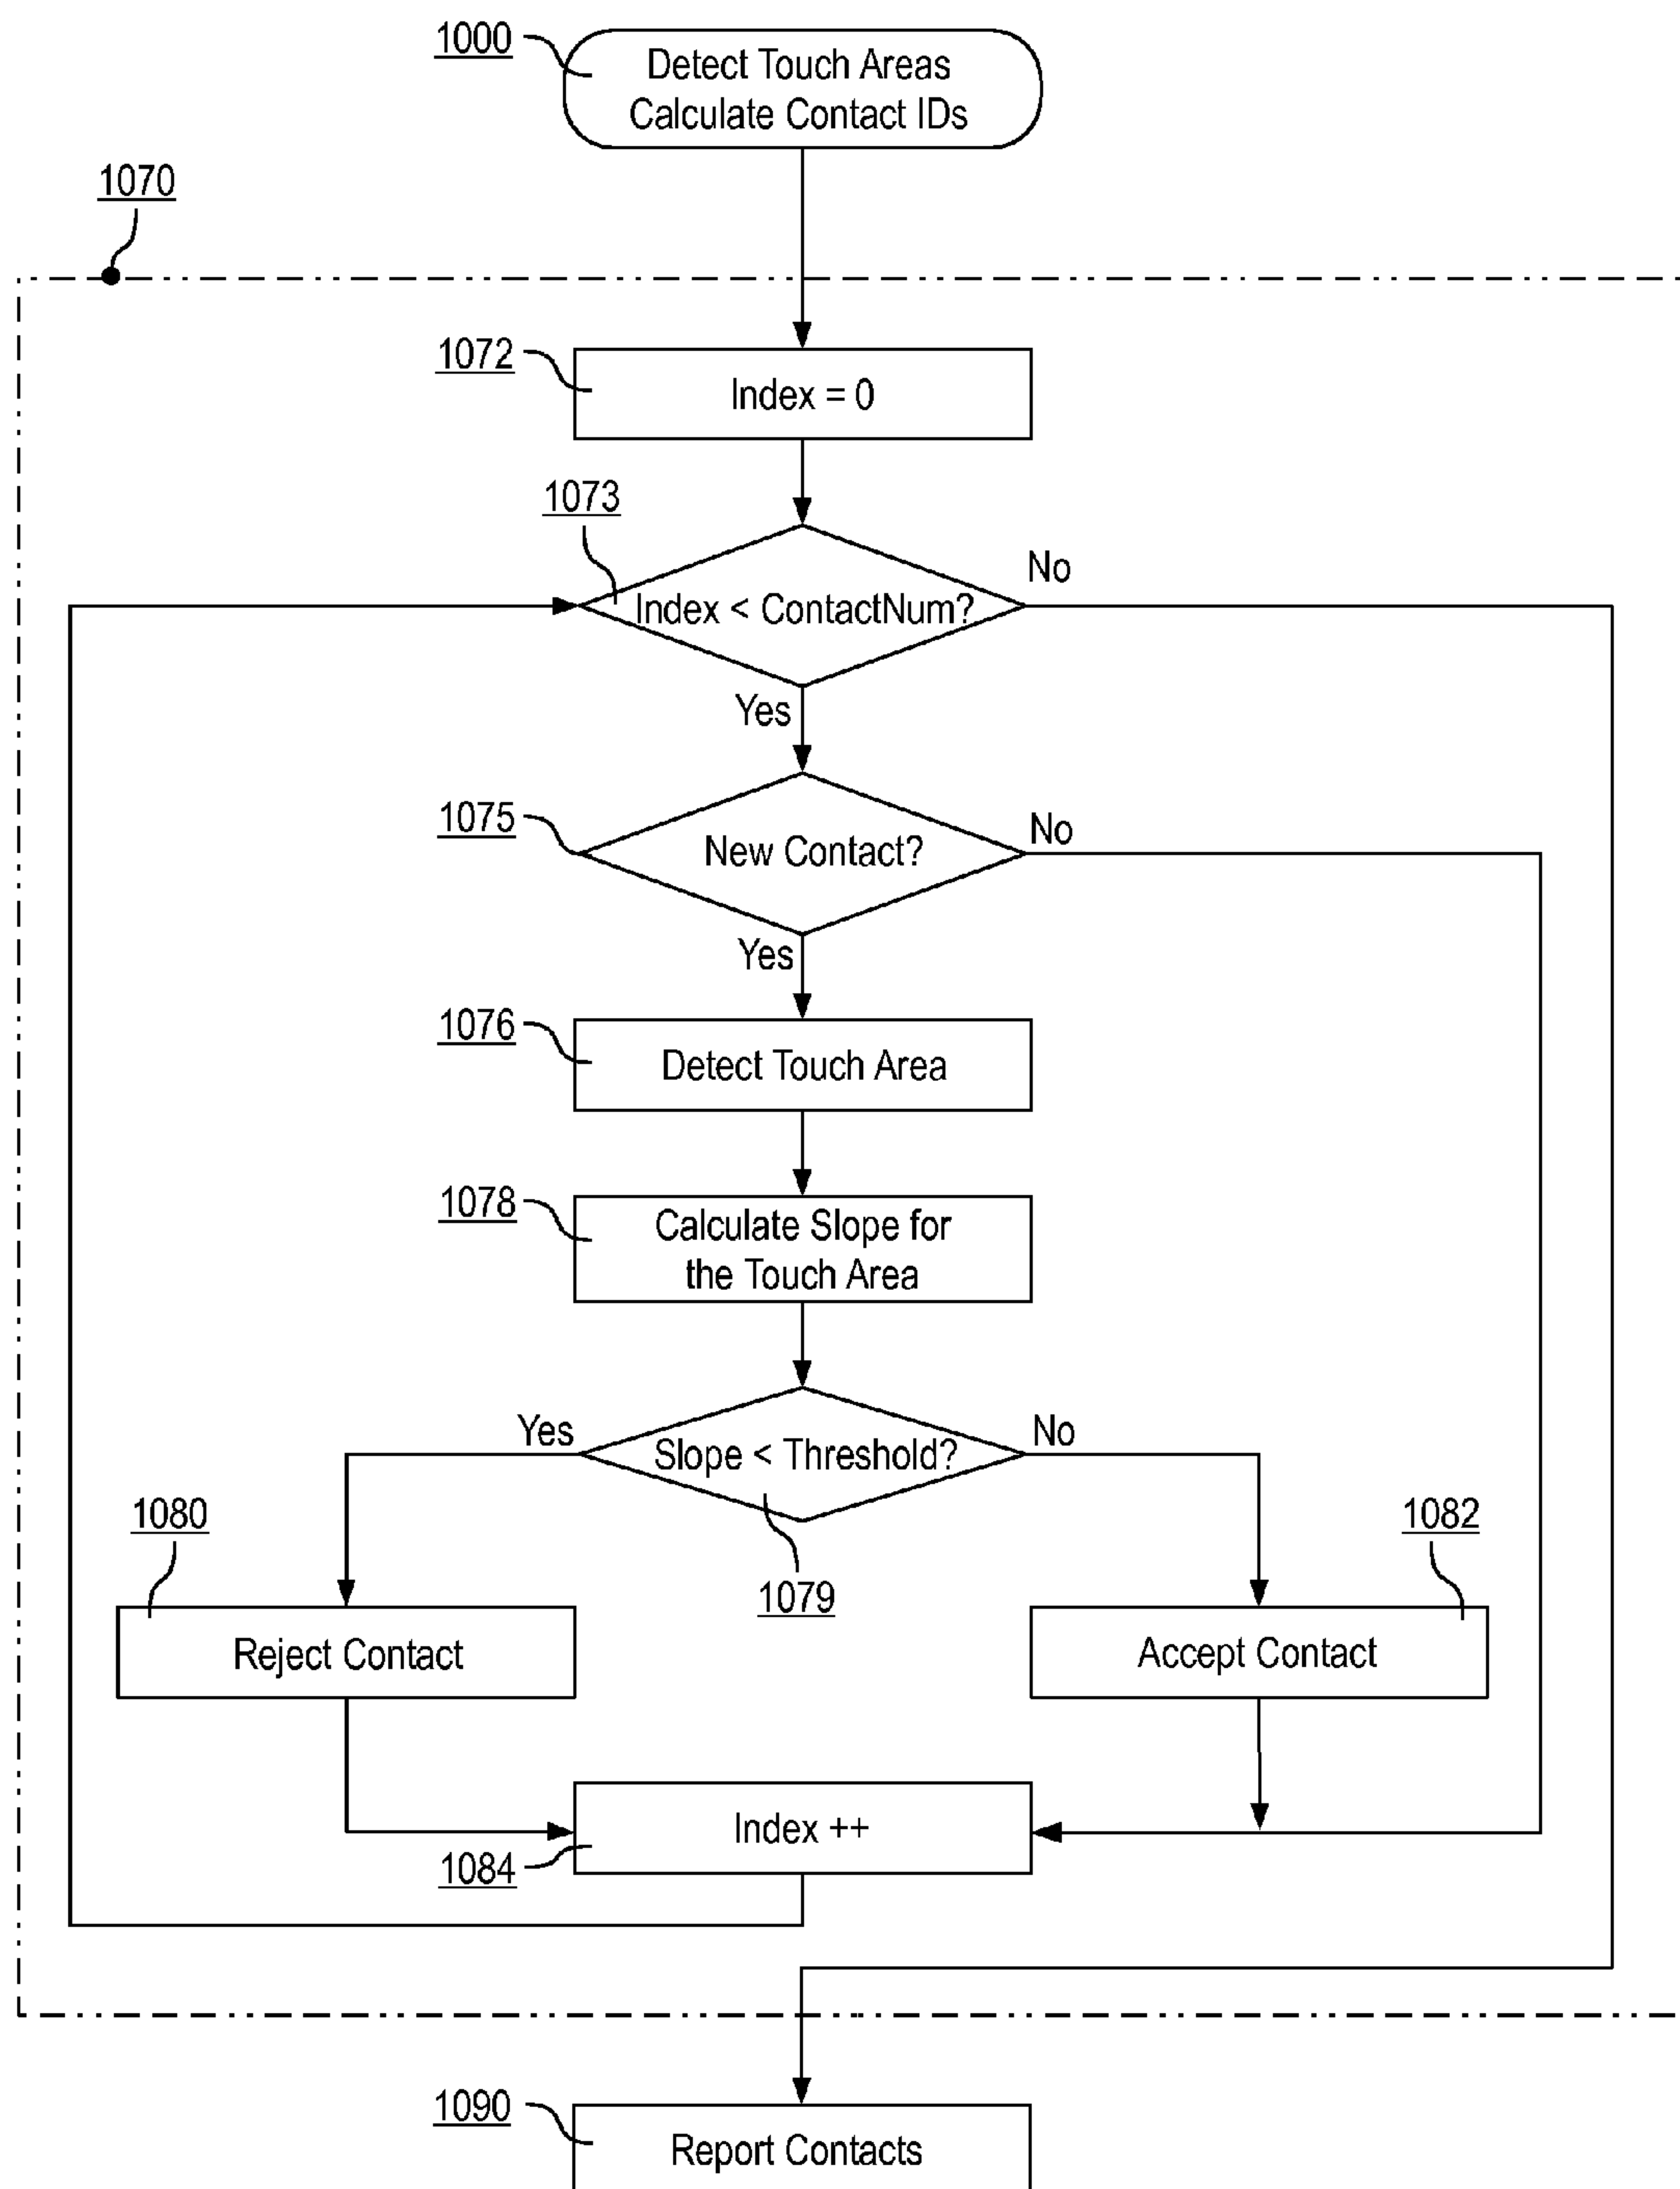 1000
Detect Touch Areas
Calculate Contact IDs
1070
1072
Index = 0
1073
Index < ContactNum?
No
Yes
1075
New Contact?
No
Yes
1076
Detect Touch Area
1078
Calculate Slope for
the Touch Area
Yes
Slope < Threshold?
No
1080
1079
1082
Reject Contact
Accept Contact
Index ++
1084
1090
Report Contacts